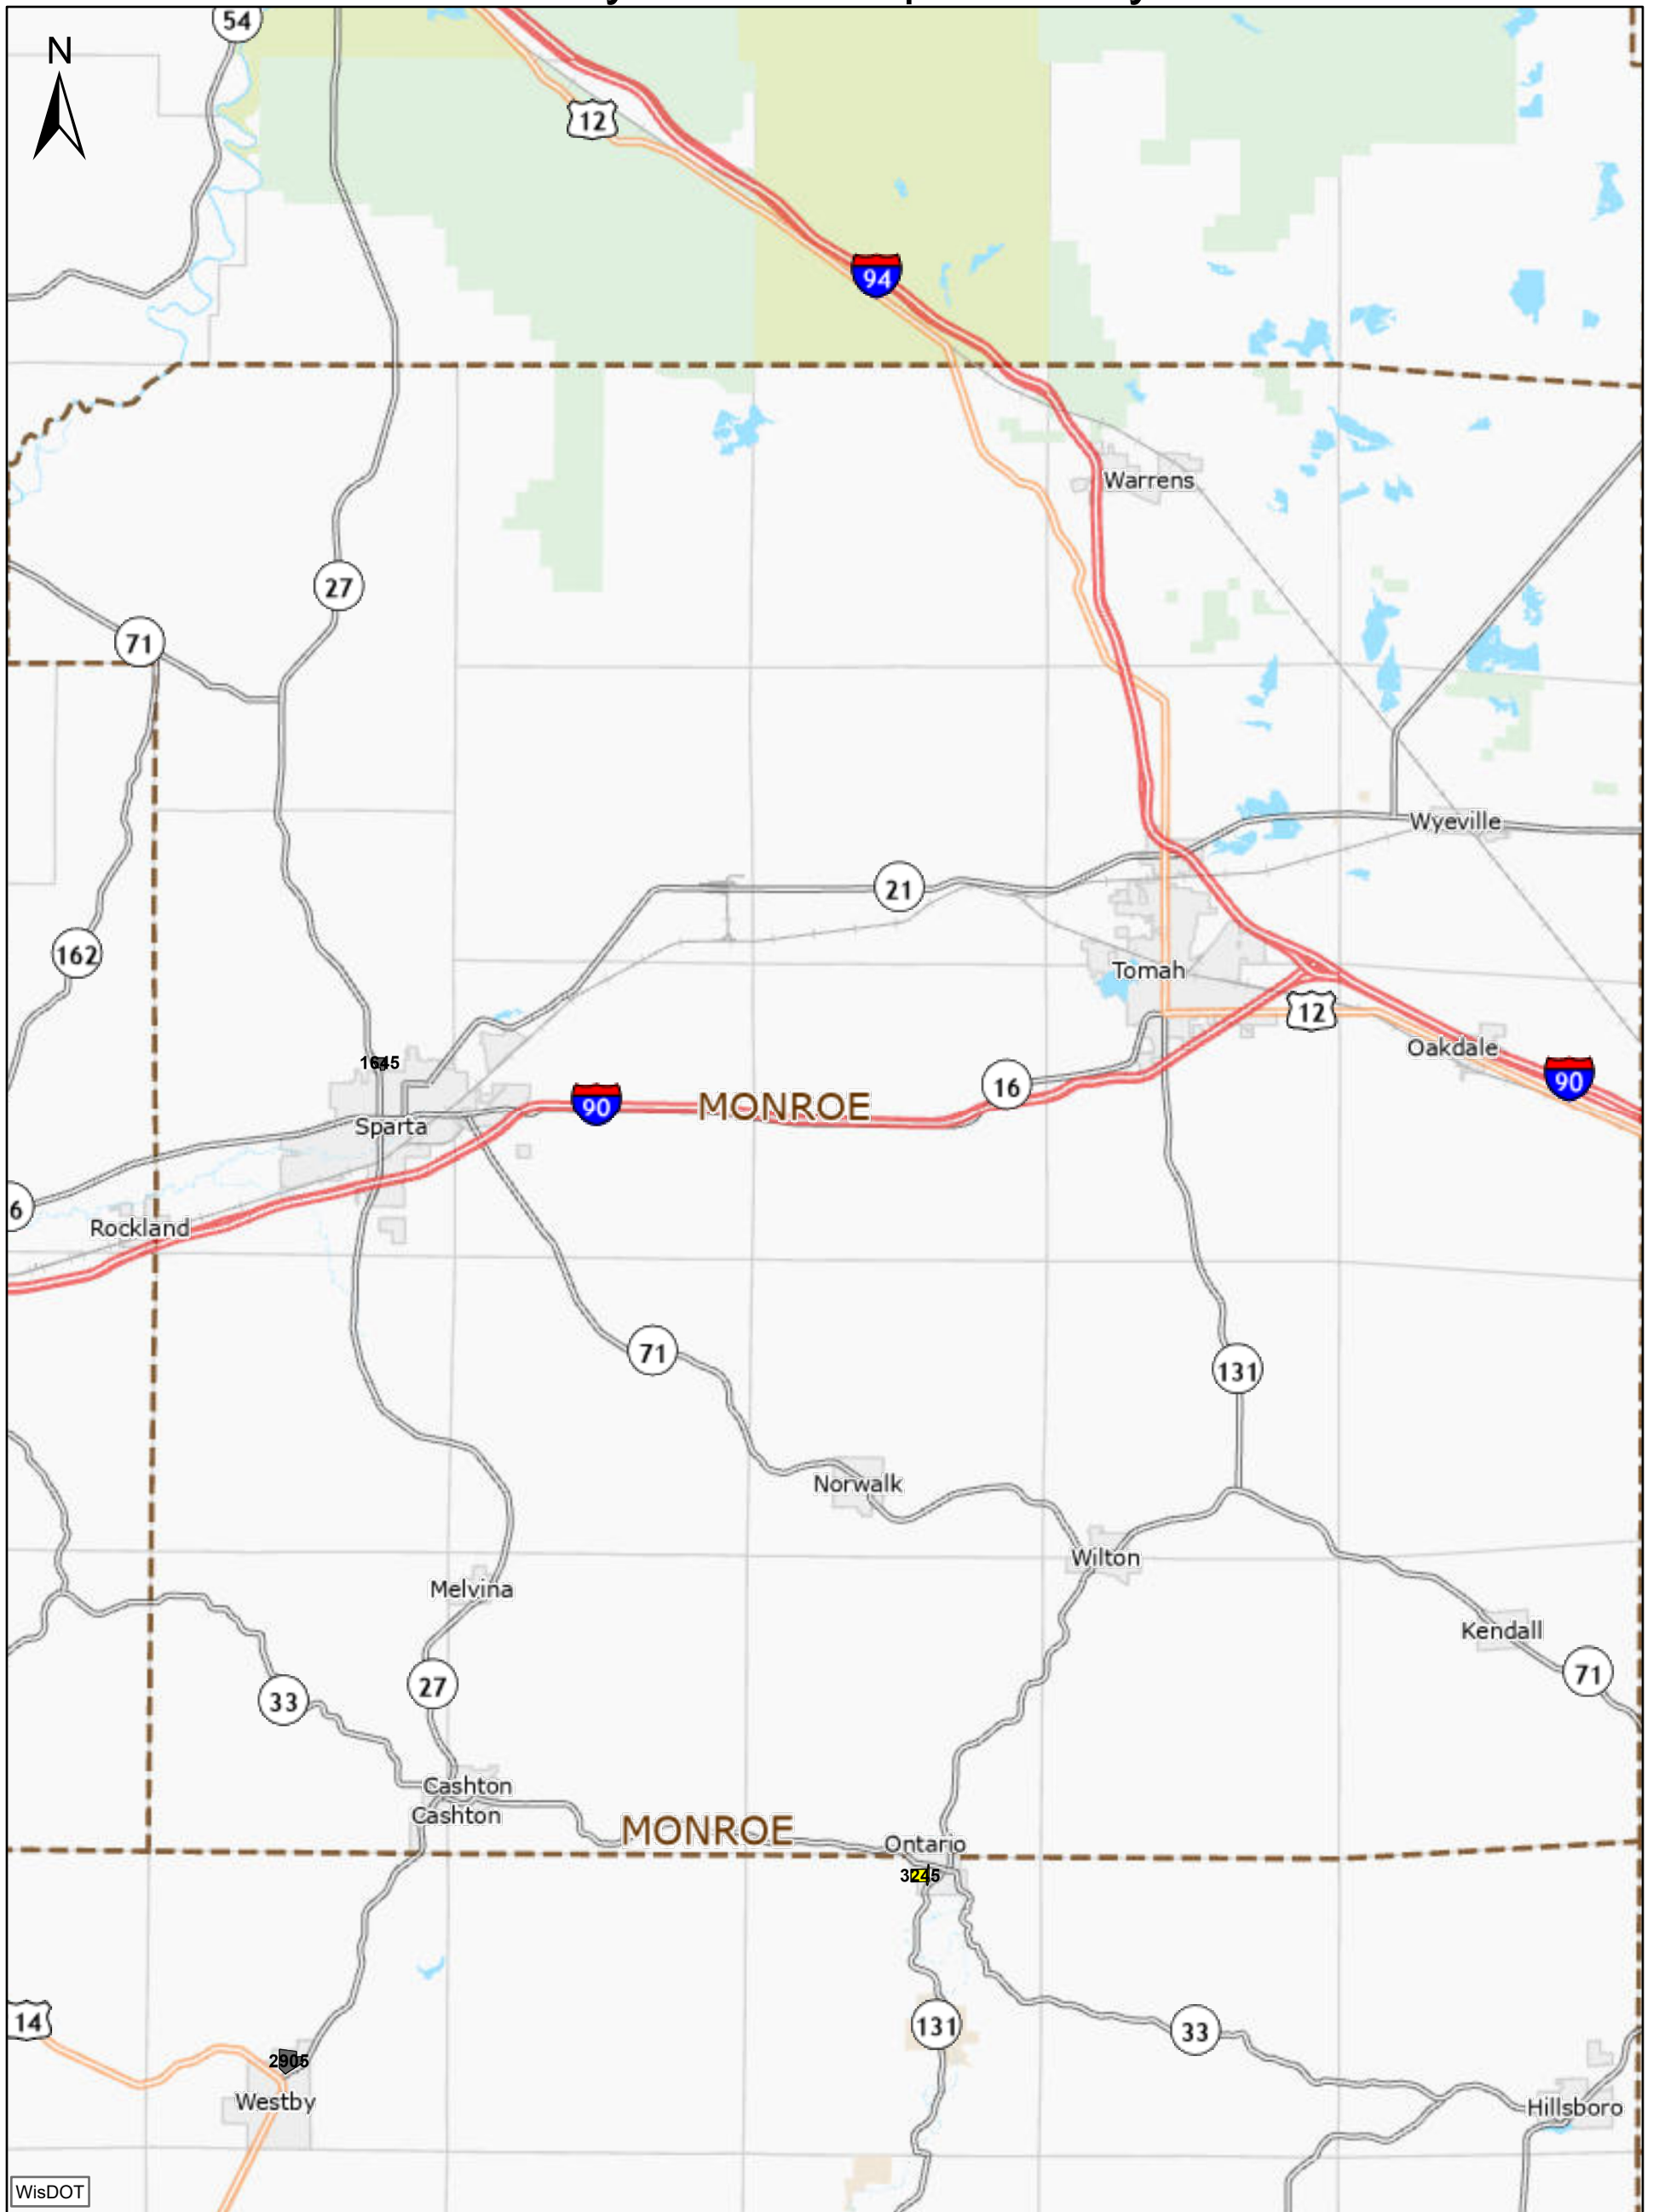 54
N
12
94
Warrens
27
71
Wyeville
21
162
Tomah
12
Oakdale
1645
90
16
90
MONROE
Sparta
6
Rockland
71
131
Norwalk
Wilton
Melvina
Kendall
71
27
33
Cashton
Cashton
MONROE
Ontario
3245
14
131
33
2905
Westby
Hillsboro
WisDOT